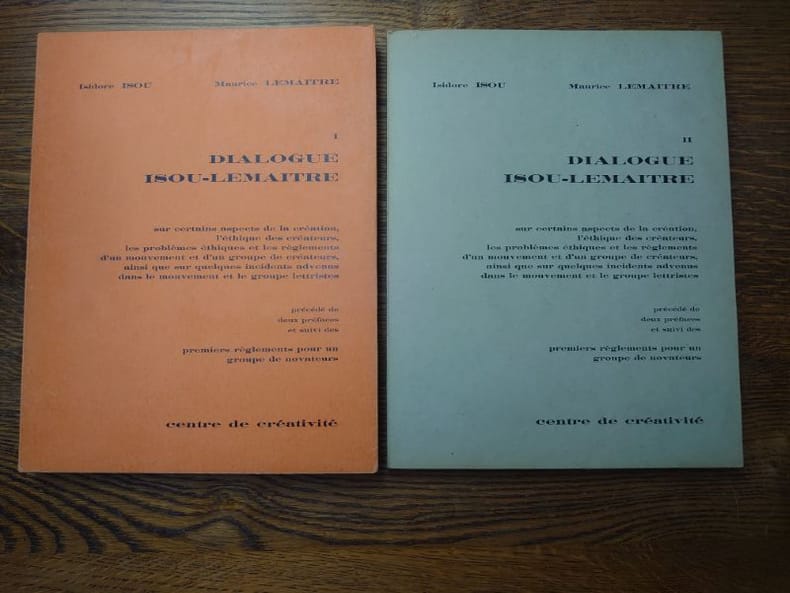 Isidore ISOU Maurice LEMAITRE
I
DIALOGUE
ISOU-LEMAITRE
sur certains aspects de la création,
l'éthique des créateurs,
les problèmes éthiques et les règlements
d'un mouvement et d'un groupe de créateurs,
ainsi que sur quelques incidents advenus
dans le mouvement et le groupe lettristes
précédé de
deux préfaces
et suivi des
premiers règlements pour un
groupe de novateurs
centre de créativité
Isidore ISOU Maurice LEMAITRE
II
DIALOGUE
ISOU-LEMAITRE
sur certains aspects de la création,
l'éthique des créateurs,
les problèmes éthiques et les règlements
d'un mouvement et d'un groupe de créateurs,
ainsi que sur quelques incidents advenus
dans le mouvement et le groupe lettristes
précédé de
deux préfaces
et suivi des
premiers règlements pour un
groupe de novateurs
centre de créativité